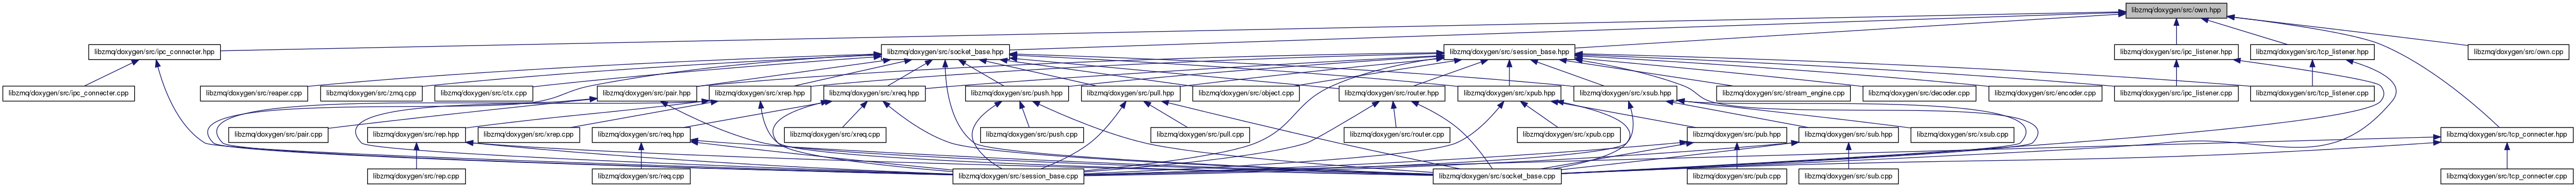 libzmq/doxygen/src/own.hpp
libzmq/doxygen/src/ipc_connecter.hpp
libzmq/doxygen/src/socket_base.hpp
libzmq/doxygen/src/session_base.hpp
libzmq/doxygen/src/ipc_listener.hpp
libzmq/doxygen/src/tcp_listener.hpp
libzmq/doxygen/src/own.cpp
libzmq/doxygen/src/ipc_connecter.cpp
libzmq/doxygen/src/reaper.cpp
libzmq/doxygen/src/zmq.cpp
libzmq/doxygen/src/ctx.cpp
libzmq/doxygen/src/pair.hpp
libzmq/doxygen/src/xrep.hpp
libzmq/doxygen/src/xreq.hpp
libzmq/doxygen/src/push.hpp
libzmq/doxygen/src/pull.hpp
libzmq/doxygen/src/object.cpp
libzmq/doxygen/src/router.hpp
libzmq/doxygen/src/xpub.hpp
libzmq/doxygen/src/xsub.hpp
libzmq/doxygen/src/stream_engine.cpp
libzmq/doxygen/src/decoder.cpp
libzmq/doxygen/src/encoder.cpp
libzmq/doxygen/src/ipc_listener.cpp
libzmq/doxygen/src/tcp_listener.cpp
libzmq/doxygen/src/pair.cpp
libzmq/doxygen/src/rep.hpp
libzmq/doxygen/src/xrep.cpp
libzmq/doxygen/src/req.hpp
libzmq/doxygen/src/xreq.cpp
libzmq/doxygen/src/push.cpp
libzmq/doxygen/src/pull.cpp
libzmq/doxygen/src/router.cpp
libzmq/doxygen/src/xpub.cpp
libzmq/doxygen/src/pub.hpp
libzmq/doxygen/src/sub.hpp
libzmq/doxygen/src/xsub.cpp
libzmq/doxygen/src/tcp_connecter.hpp
libzmq/doxygen/src/rep.cpp
libzmq/doxygen/src/req.cpp
libzmq/doxygen/src/session_base.cpp
libzmq/doxygen/src/socket_base.cpp
libzmq/doxygen/src/pub.cpp
libzmq/doxygen/src/sub.cpp
libzmq/doxygen/src/tcp_connecter.cpp